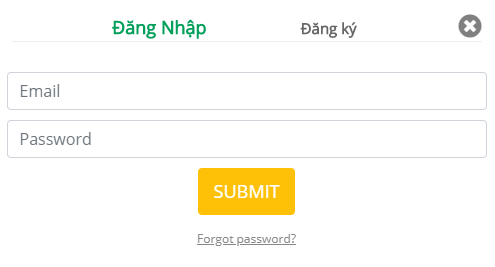 Đăng Nhập Đăng ký
Email
Password
SUBMIT
Forgot password?